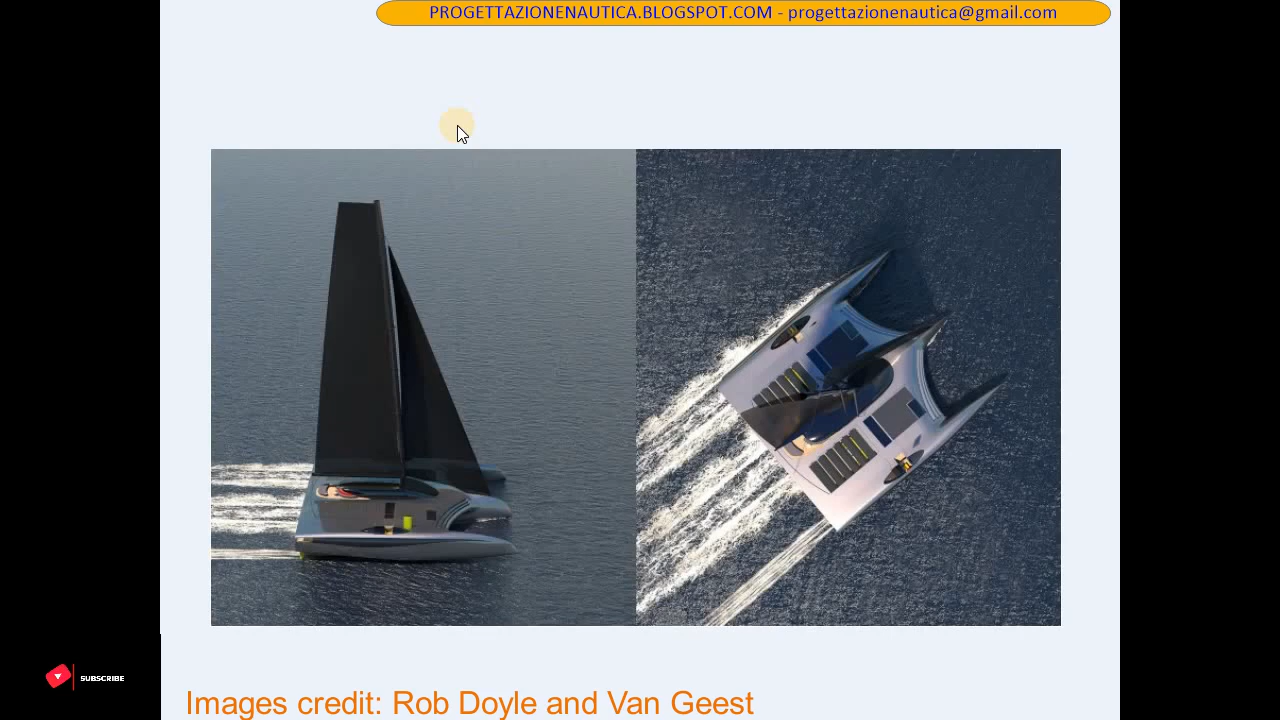 PROGETTAZIONENAUTICA.BLOGSPOT.COM - progettazionenautica@gmail.com
SUBSCRIBE
Images credit: Rob Doyle and Van Geest